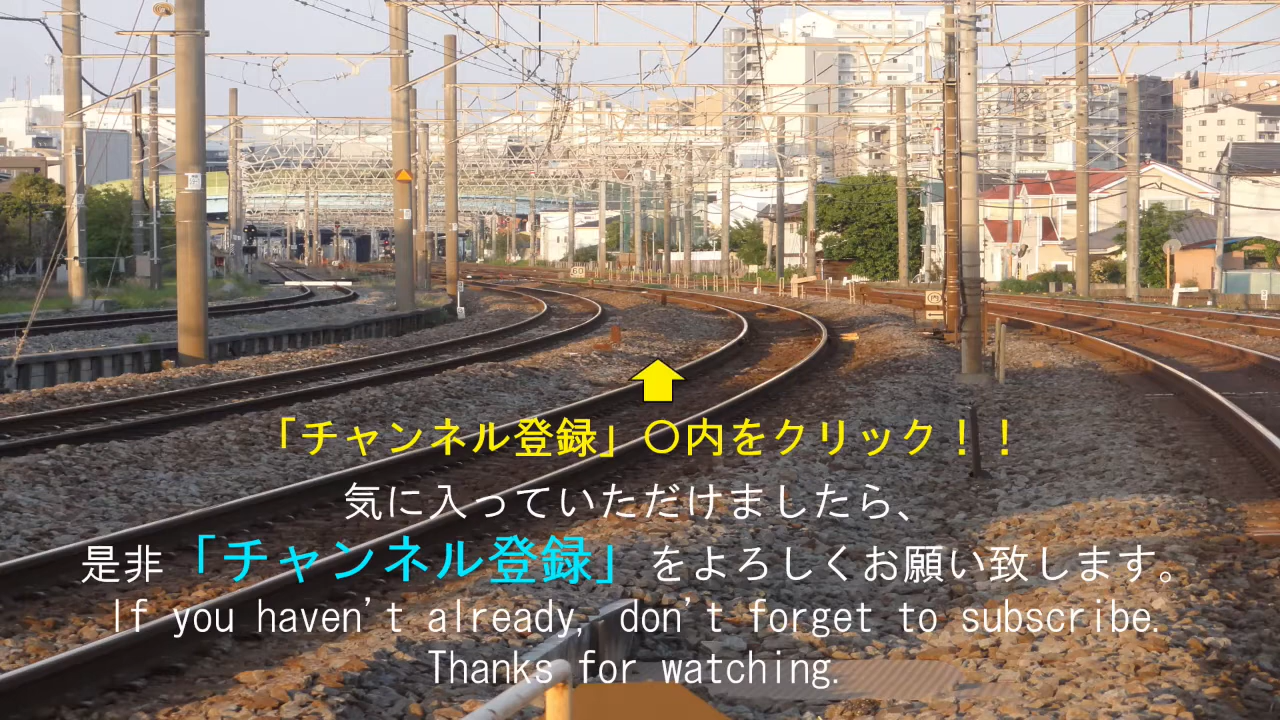 「チャンネル登録」〇内をクリック！！
気に入っていただけましたら、
是非「チャンネル登録」をよろしくお願い致します。
If you haven't already, don't forget to subscribe.
Thanks for watching.